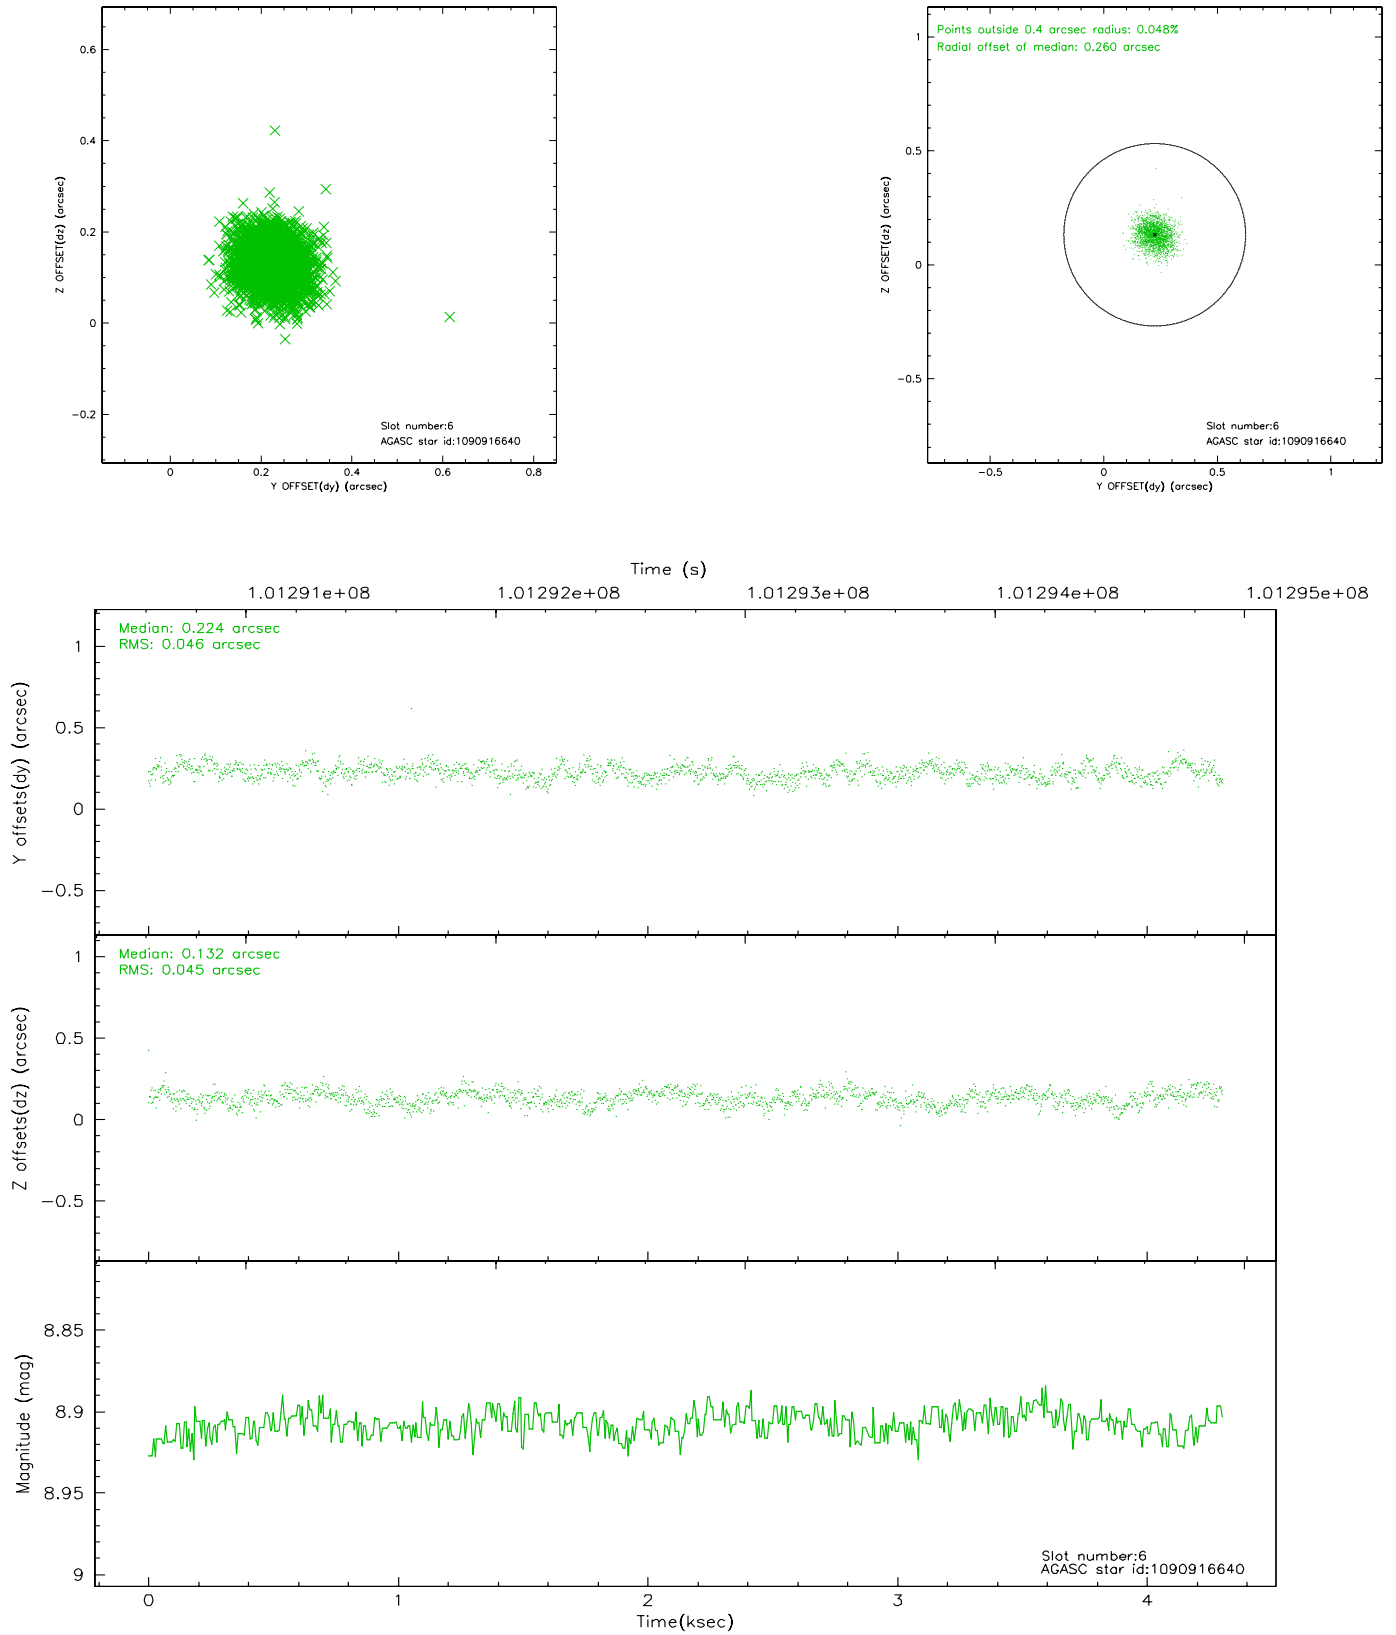 0.6
0.4
0.2
0
−0.2
Z OFFSET(dz) (arcsec)
Slot number:6
AGASC star id:1090916640
0 0.2 0.4 0.6 0.8
Y OFFSET(dy) (arcsec)
Points outside 0.4 arcsec radius: 0.048%
Radial offset of median: 0.260 arcsec
1
0.5
0
−0.5
Z OFFSET(dz) (arcsec)
Slot number:6
AGASC star id:1090916640
−0.5 0 0.5 1
Y OFFSET(dy) (arcsec)
Time (s)
1.01291e+08 1.01292e+08 1.01293e+08 1.01294e+08 1.01295e+08
Median: 0.224 arcsec
RMS: 0.046 arcsec
1
0.5
0
−0.5
Y offsets(dy) (arcsec)
Median: 0.132 arcsec
RMS: 0.045 arcsec
1
0.5
0
−0.5
Z offsets(dz) (arcsec)
8.85
8.9
8.95
9
Magnitude (mag)
Slot number:6
AGASC star id:1090916640
0 1 2 3 4
Time(ksec)